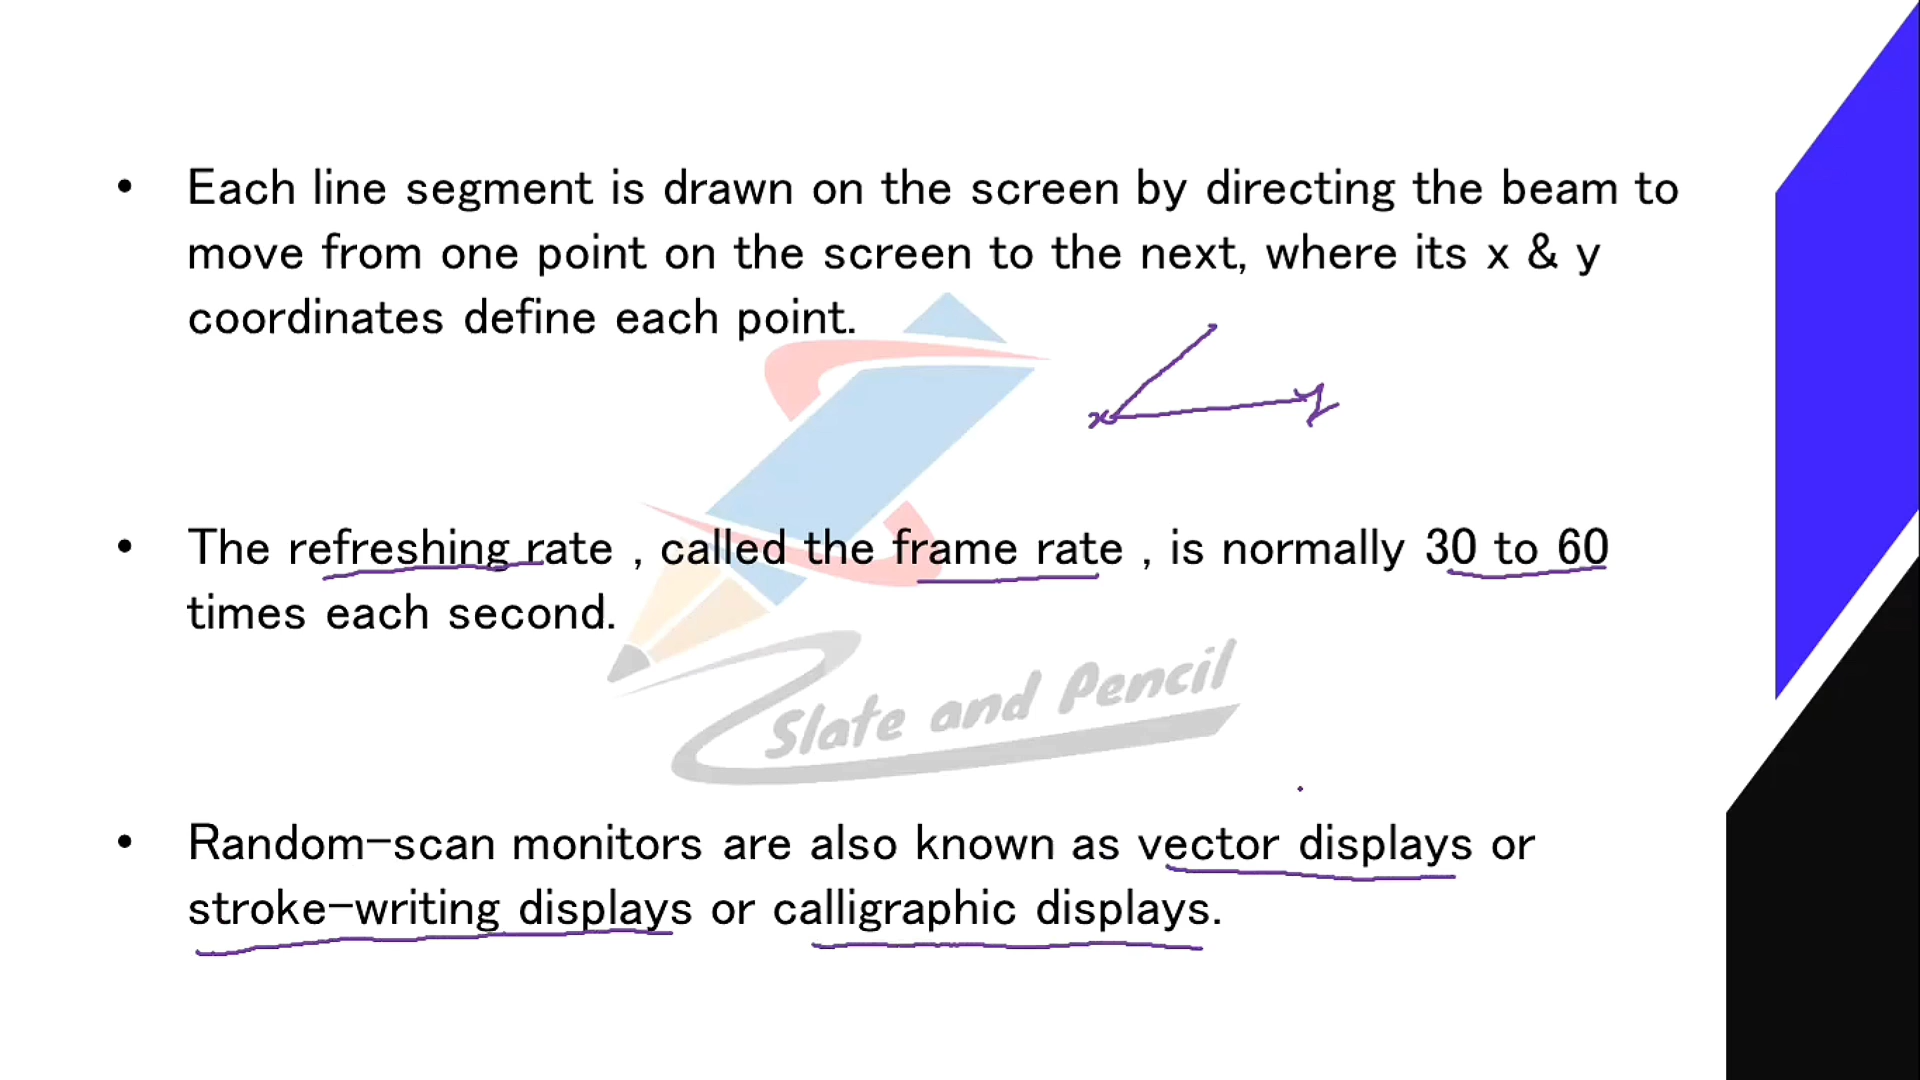 • Each line segment is drawn on the screen by directing the beam to
move from one point on the screen to the next, where its x & y
coordinates define each point.
x y
• The refreshing rate , called the frame rate , is normally 30 to 60
times each second.
Slate and Pencil
• Random-scan monitors are also known as vector displays or
stroke-writing displays or calligraphic displays.